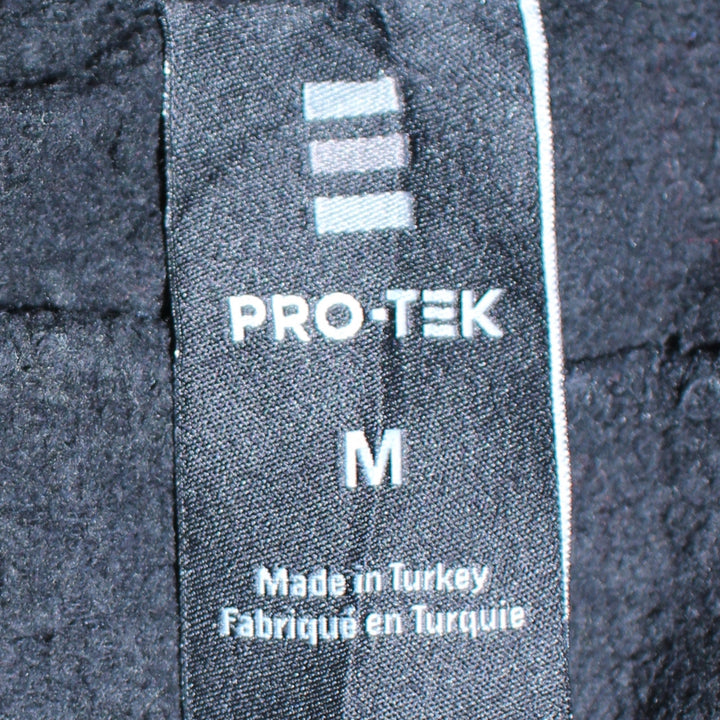 PRO-TEK
M
Made in Turkey
Fabriqué en Turquie